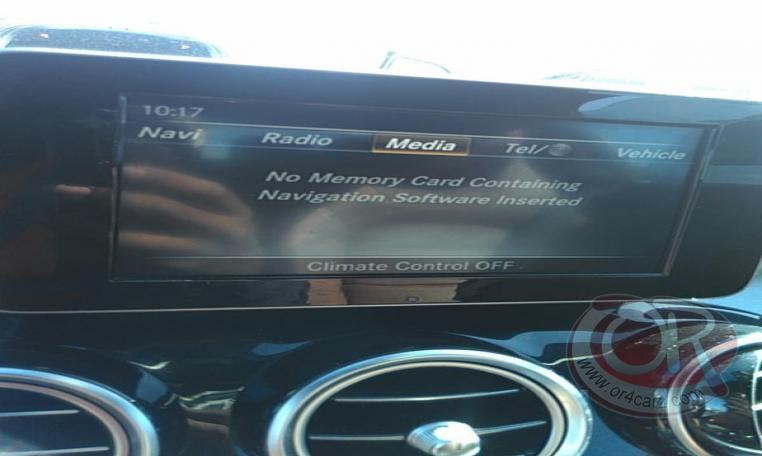 10:17
Navi Radio Media Tel/ Vehicle
No Memory Card Containing
Navigation Software Inserted
Climate Control OFF
OR
www.or4carz.com